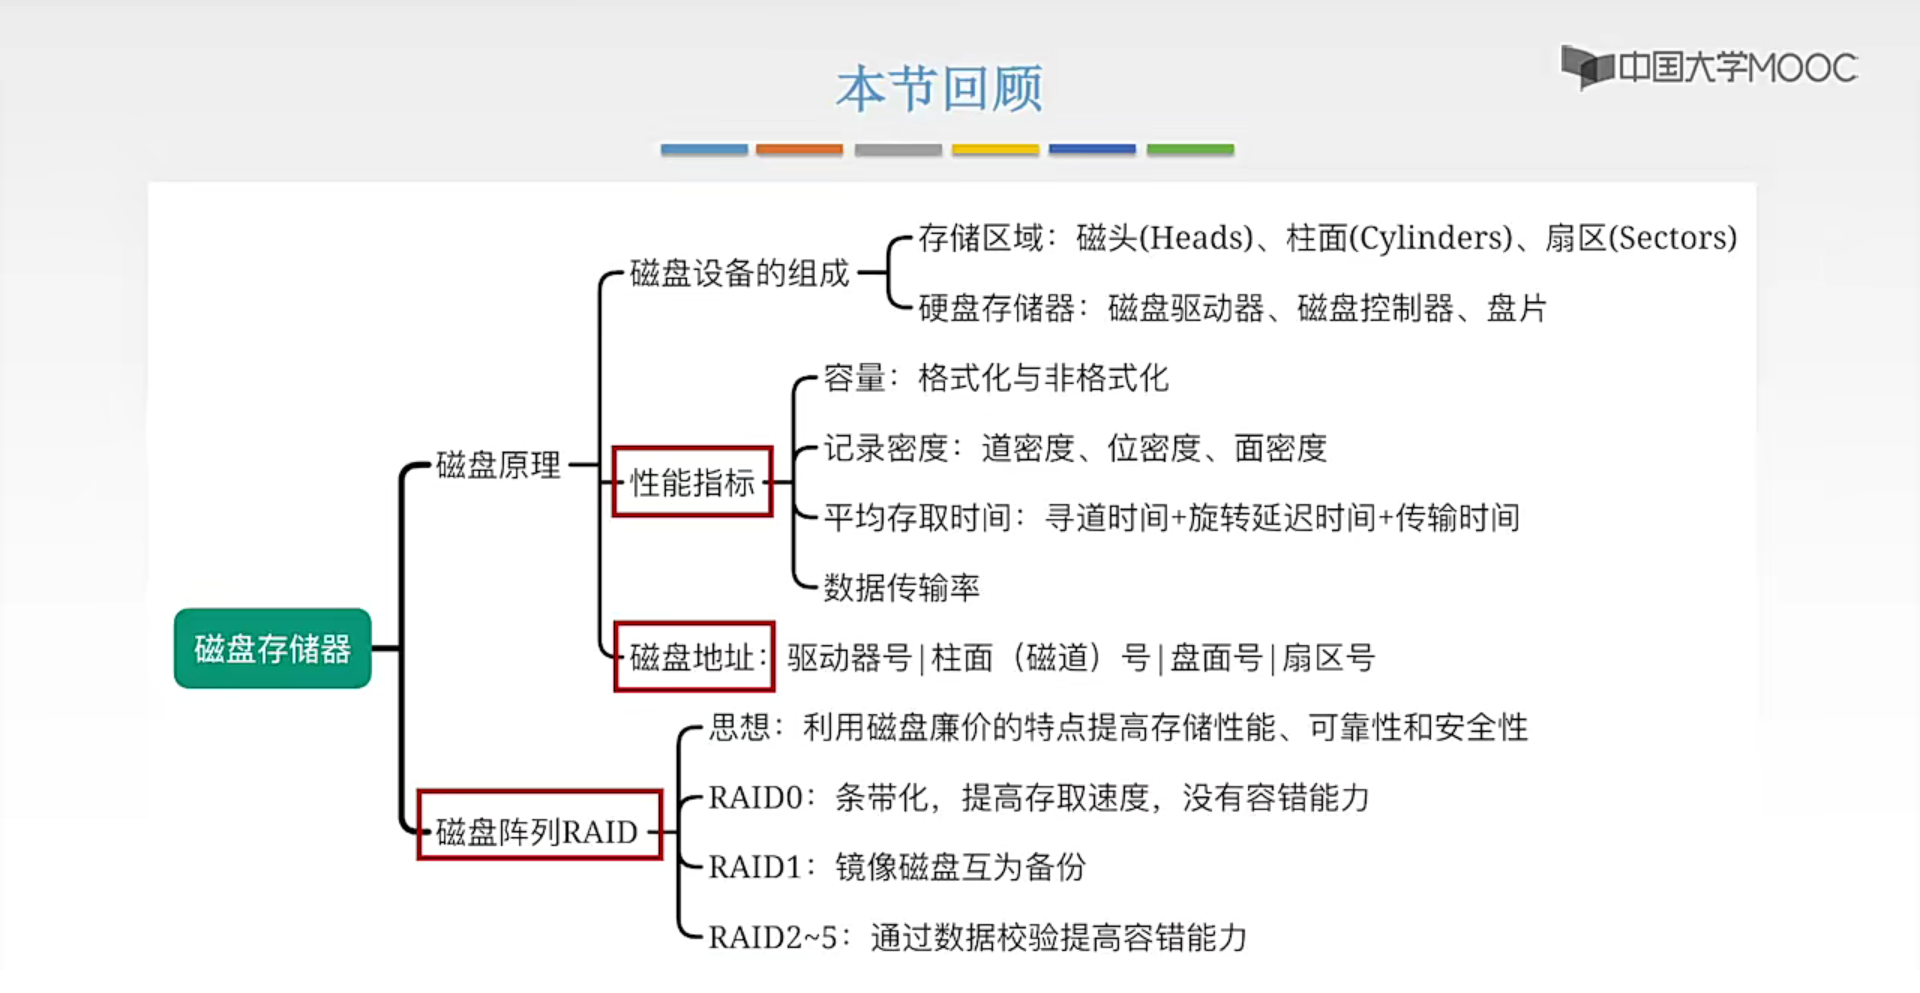 中国大学MOOC
本节回顾
存储区域：磁头(Heads)、柱面(Cylinders)、扇区(Sectors)
磁盘设备的组成
硬盘存储器：磁盘驱动器、磁盘控制器、盘片
容量：格式化与非格式化
记录密度：道密度、位密度、面密度
磁盘原理
性能指标
平均存取时间：寻道时间+旋转延迟时间+传输时间
数据传输率
磁盘存储器
磁盘地址：驱动器号|柱面（磁道）号|盘面号|扇区号
思想：利用磁盘廉价的特点提高存储性能、可靠性和安全性
RAID0：条带化，提高存取速度，没有容错能力
磁盘阵列RAID
RAID1：镜像磁盘互为备份
RAID2~5：通过数据校验提高容错能力